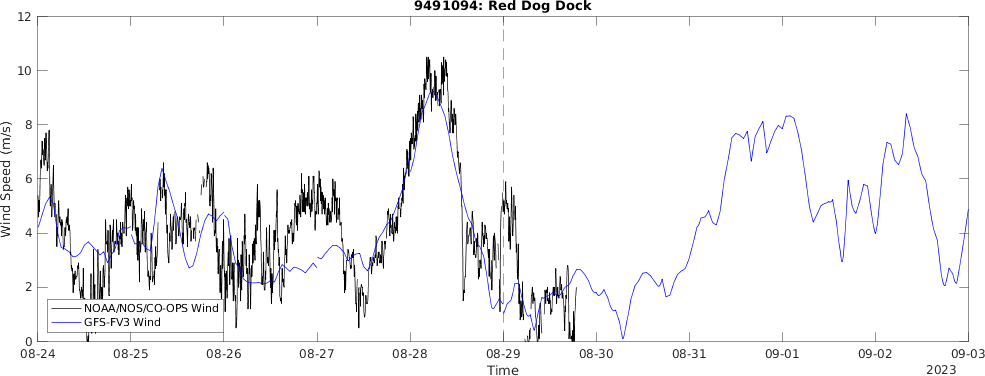 9491094: Red Dog Dock
Wind Speed (m/s)
12
10
8
6
4
2
0
NOAA/NOS/CO-OPS Wind
GFS-FV3 Wind
08-24 08-25 08-26 08-27 08-28 08-29 08-30 08-31 09-01 09-02 09-03
Time
2023